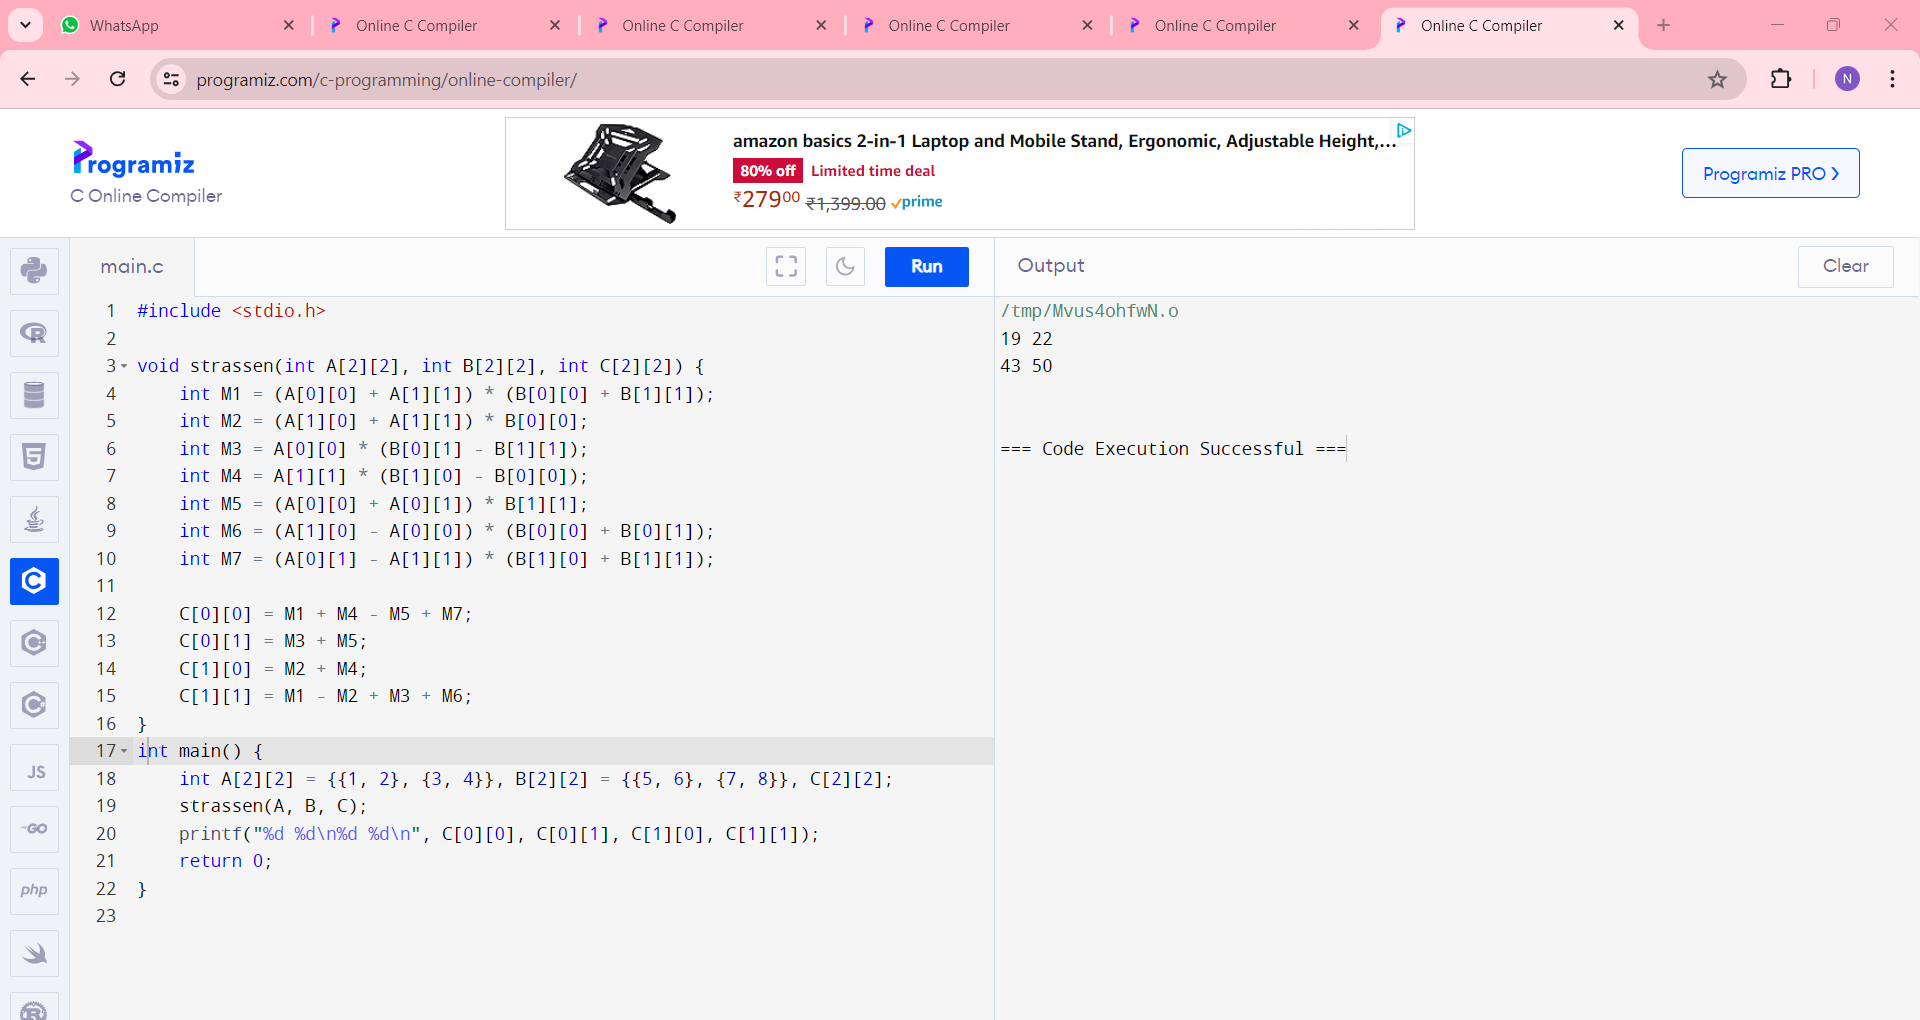 WhatsApp
Online C Compiler
Online C Compiler
Online C Compiler
Online C Compiler
Online C Compiler
programiz.com/c-programming/online-compiler/
N
Programiz
C Online Compiler
amazon basics 2-in-1 Laptop and Mobile Stand, Ergonomic, Adjustable Height,...
80% off Limited time deal
₹27900 ₹1,399.00 prime
Programiz PRO
main.c
Run
Output
Clear
1 #include <stdio.h>
2
3 void strassen(int A[2][2], int B[2][2], int C[2][2]) {
4     int M1 = (A[0][0] + A[1][1]) * (B[0][0] + B[1][1]);
5     int M2 = (A[1][0] + A[1][1]) * B[0][0];
6     int M3 = A[0][0] * (B[0][1] - B[1][1]);
7     int M4 = A[1][1] * (B[1][0] - B[0][0]);
8     int M5 = (A[0][0] + A[0][1]) * B[1][1];
9     int M6 = (A[1][0] - A[0][0]) * (B[0][0] + B[0][1]);
10     int M7 = (A[0][1] - A[1][1]) * (B[1][0] + B[1][1]);
11
12     C[0][0] = M1 + M4 - M5 + M7;
13     C[0][1] = M3 + M5;
14     C[1][0] = M2 + M4;
15     C[1][1] = M1 - M2 + M3 + M6;
16 }
17 int main() {
18     int A[2][2] = {{1, 2}, {3, 4}}, B[2][2] = {{5, 6}, {7, 8}}, C[2][2];
19     strassen(A, B, C);
20     printf("%d %d\n%d %d\n", C[0][0], C[0][1], C[1][0], C[1][1]);
21     return 0;
22 }
23
/tmp/Mvus4ohfwN.o
19 22
43 50
=== Code Execution Successful ===
R
5
C
JS
GO
php